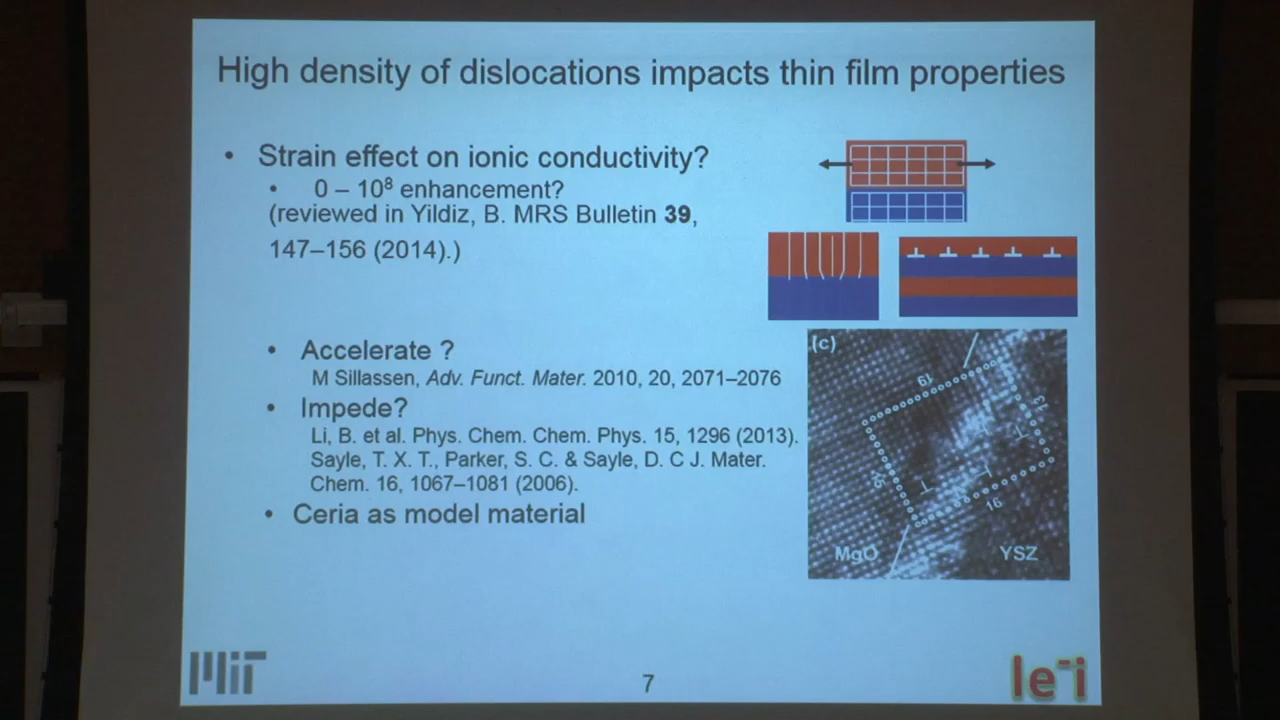 High density of dislocations impacts thin film properties
• Strain effect on ionic conductivity?
• 0 – 10⁸ enhancement?
(reviewed in Yildiz, B. MRS Bulletin 39,
147–156 (2014).)
• Accelerate ?
M Sillassen, Adv. Funct. Mater. 2010, 20, 2071–2076
• Impede?
Li, B. et al. Phys. Chem. Chem. Phys. 15, 1296 (2013).
Sayle, T. X. T., Parker, S. C. & Sayle, D. C J. Mater.
Chem. 16, 1067–1081 (2006).
• Ceria as model material
(c)
19
13
16
MgO
YSZ
MIT
7
le⁻i